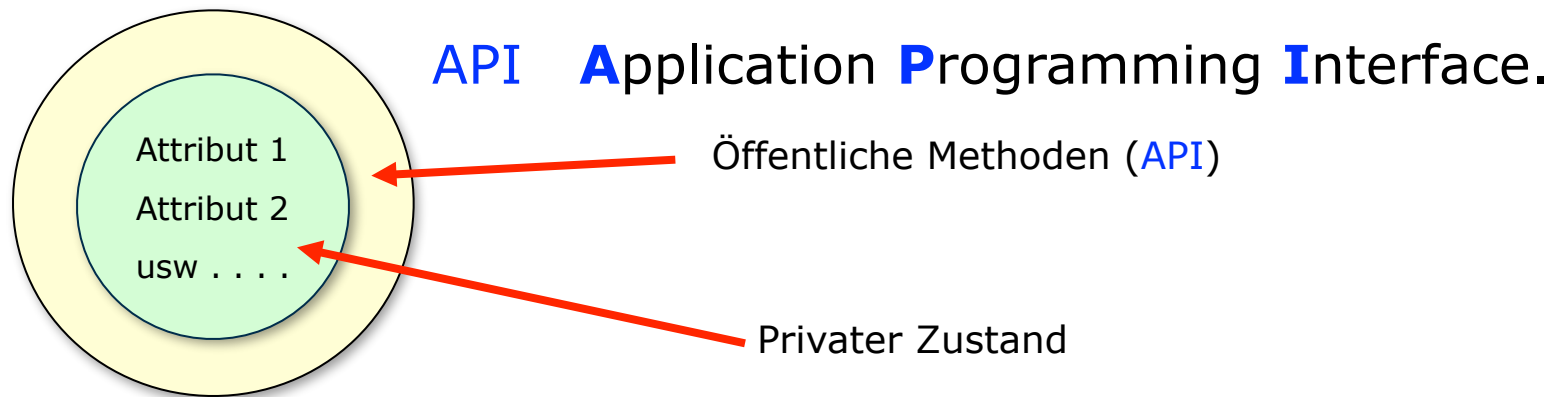 API Application Programming Interface.
Attribut 1
Öffentliche Methoden (API)
Attribut 2
usw . . . .
Privater Zustand